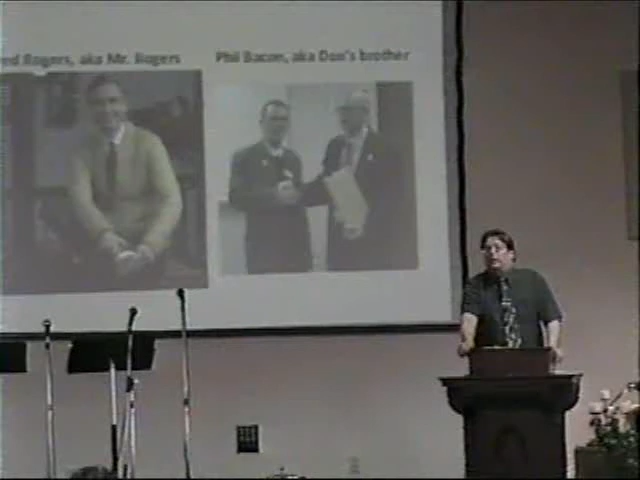 ed Rogers, aka Mr. Rogers
Phil Bacon, aka Don's brother